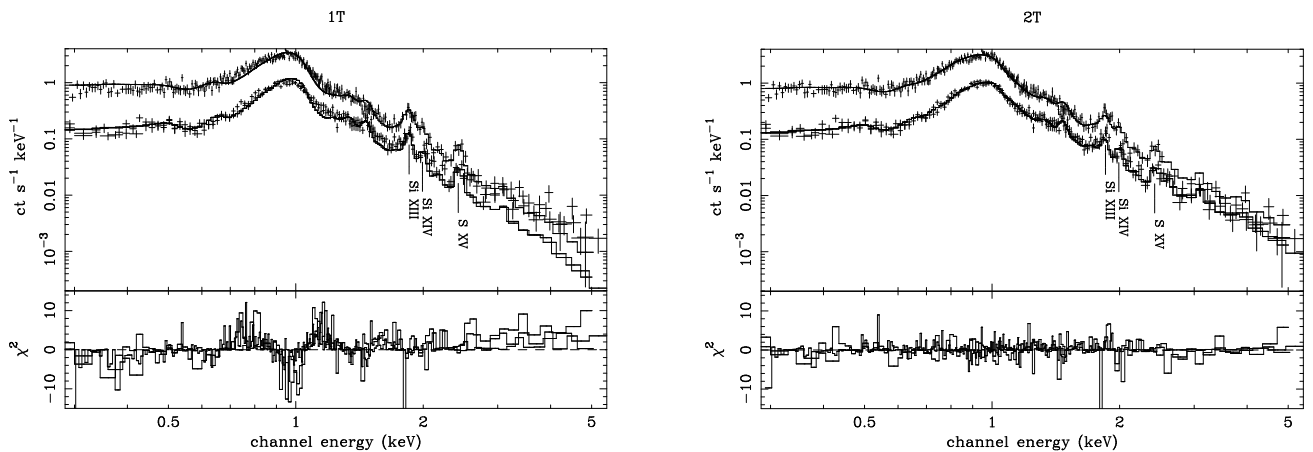 1T
ct s⁻¹ keV⁻¹
1
0.1
0.01
10⁻³
Si XIII
Si XIV
S XV
χ²
10
0
−10
0.5
1
2
5
channel energy (keV)
2T
ct s⁻¹ keV⁻¹
1
0.1
0.01
10⁻³
Si XIII
Si XIV
S XV
χ²
10
0
−10
0.5
1
2
5
channel energy (keV)